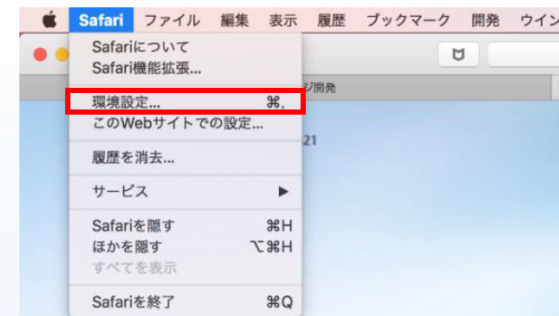 Safari ファイル 編集 表示 履歴 ブックマーク 開発 ウイン
Safariについて
Safari機能拡張...
ジ開発
環境設定... ⌘,
このWebサイトでの設定...
21
履歴を消去...
サービス ▶
Safariを隠す ⌘H
ほかを隠す ⌥⌘H
すべてを表示
Safariを終了 ⌘Q